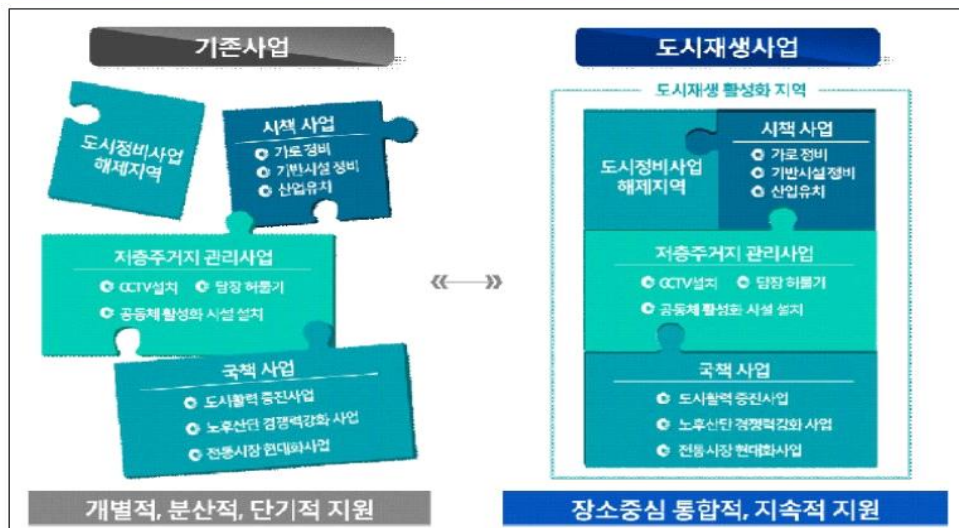 기존사업
도시정비사업
해제지역
시책 사업
가로 정비
기반시설 정비
산업유치
저층주거지 관리사업
CCTV설치
담장 허물기
공동체 활성화 시설 설치
국책 사업
도시활력 증진사업
노후산단 경쟁력강화 사업
전통시장 현대화사업
개별적, 분산적, 단기적 지원
도시재생사업
도시재생 활성화 지역
도시정비사업
해제지역
시책 사업
가로 정비
기반시설 정비
산업유치
저층주거지 관리사업
CCTV설치
담장 허물기
공동체 활성화 시설 설치
국책 사업
도시활력 증진사업
노후산단 경쟁력강화 사업
전통시장 현대화사업
장소중심 통합적, 지속적 지원